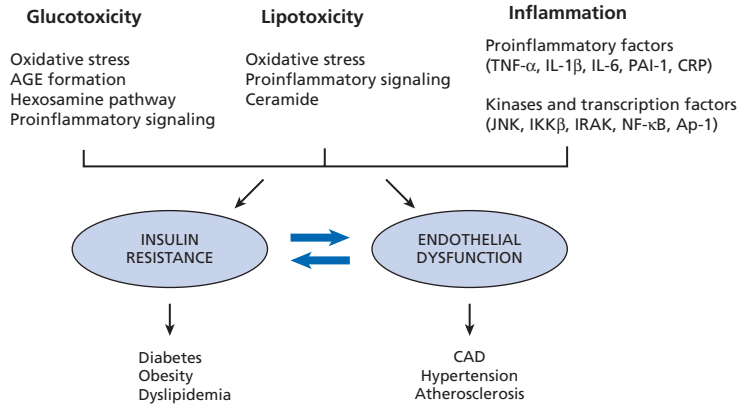 Glucotoxicity
Oxidative stress
AGE formation
Hexosamine pathway
Proinflammatory signaling
Lipotoxicity
Oxidative stress
Proinflammatory signaling
Ceramide
Inflammation
Proinflammatory factors
(TNF-α, IL-1β, IL-6, PAI-1, CRP)
Kinases and transcription factors
(JNK, IKKβ, IRAK, NF-κB, Ap-1)
INSULIN
RESISTANCE
ENDOTHELIAL
DYSFUNCTION
Diabetes
Obesity
Dyslipidemia
CAD
Hypertension
Atherosclerosis